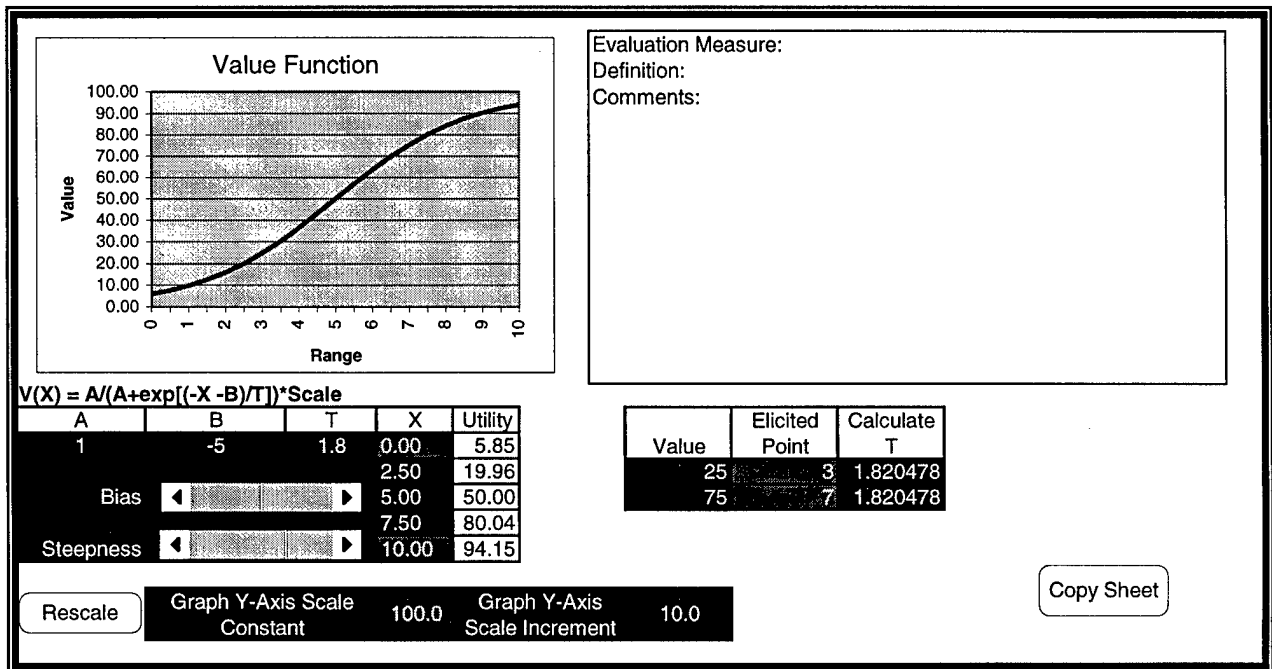 Value Function
100.00
90.00
80.00
70.00
60.00
50.00
40.00
30.00
20.00
10.00
0.00
Value
0 1 2 3 4 5 6 7 8 9 10
Range
Evaluation Measure:
Definition:
Comments:
V(X) = A/(A+exp[(-X -B)/T])*Scale
A B T X Utility
1 -5 1.8 0.00 5.85
2.50 19.96
Bias 5.00 50.00
7.50 80.04
Steepness 10.00 94.15
Value Elicited Point Calculate T
25 3 1.820478
75 7 1.820478
Rescale
Graph Y-Axis Scale Constant 100.0
Graph Y-Axis Scale Increment 10.0
Copy Sheet